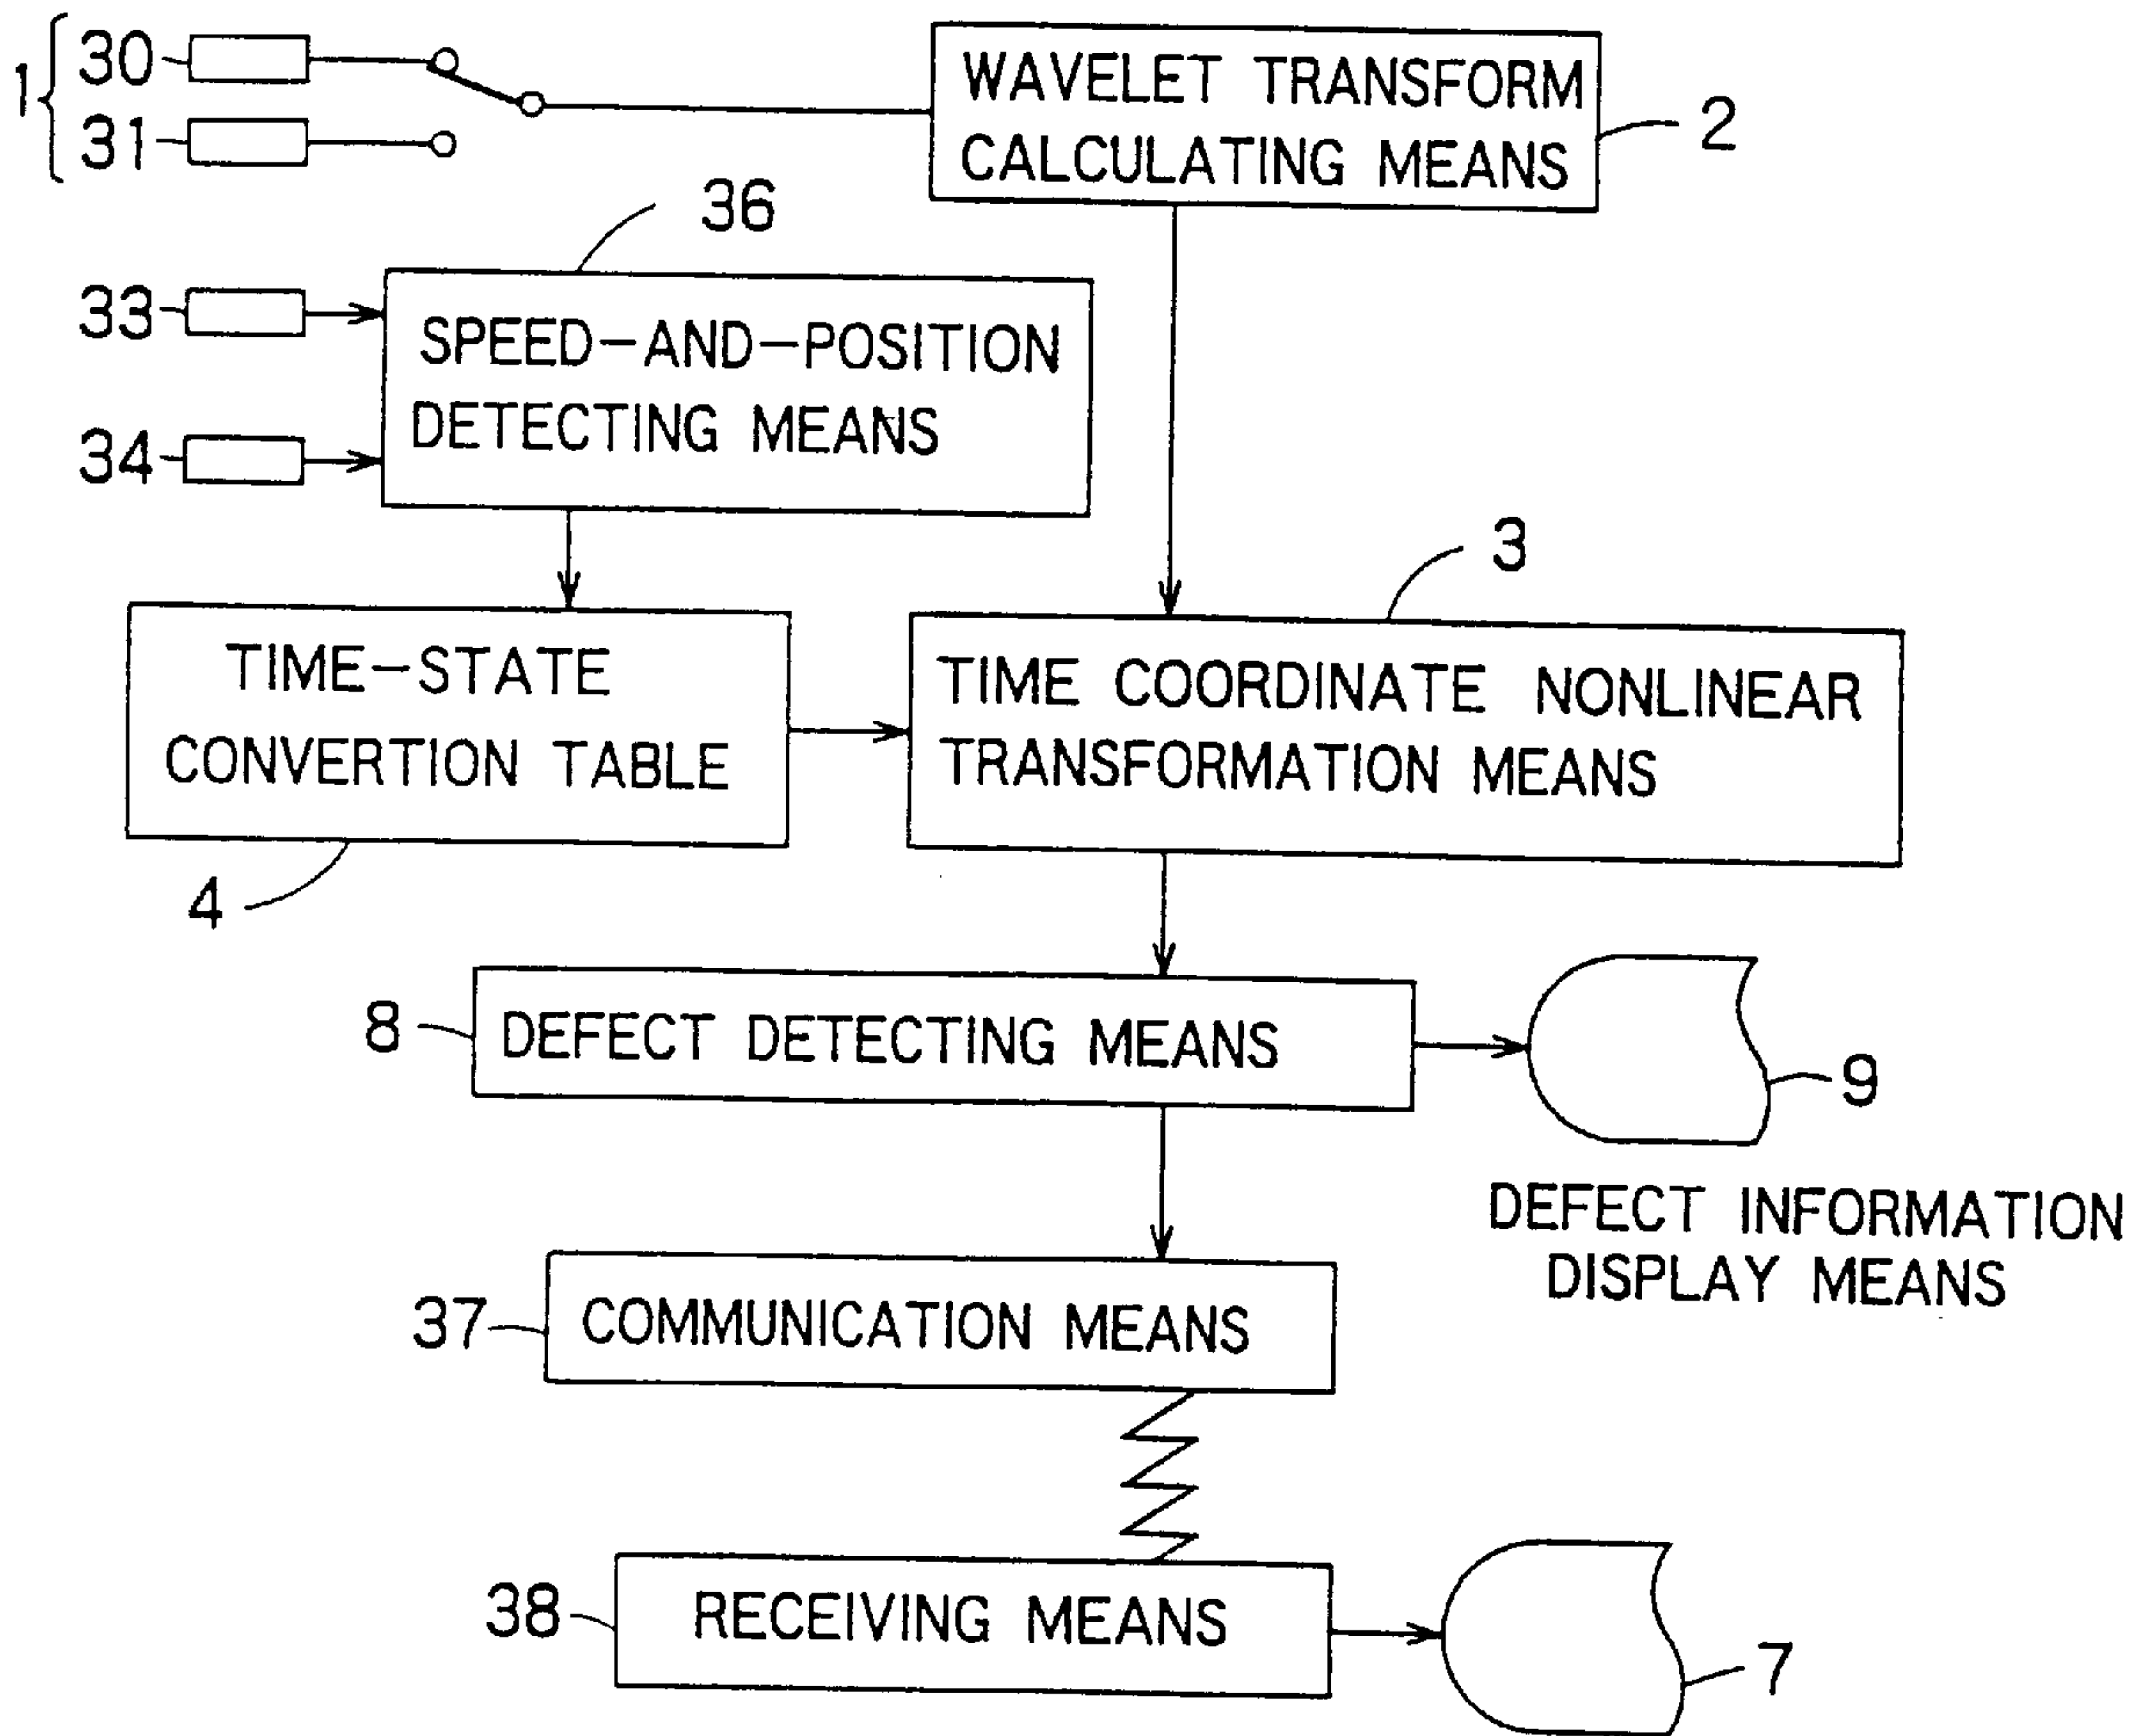 1
30
31
WAVELET TRANSFORM
CALCULATING MEANS
2
36
33
34
SPEED-AND-POSITION
DETECTING MEANS
3
TIME-STATE
CONVERTION TABLE
4
TIME COORDINATE NONLINEAR
TRANSFORMATION MEANS
8
DEFECT DETECTING MEANS
9
DEFECT INFORMATION
DISPLAY MEANS
37
COMMUNICATION MEANS
38
RECEIVING MEANS
7